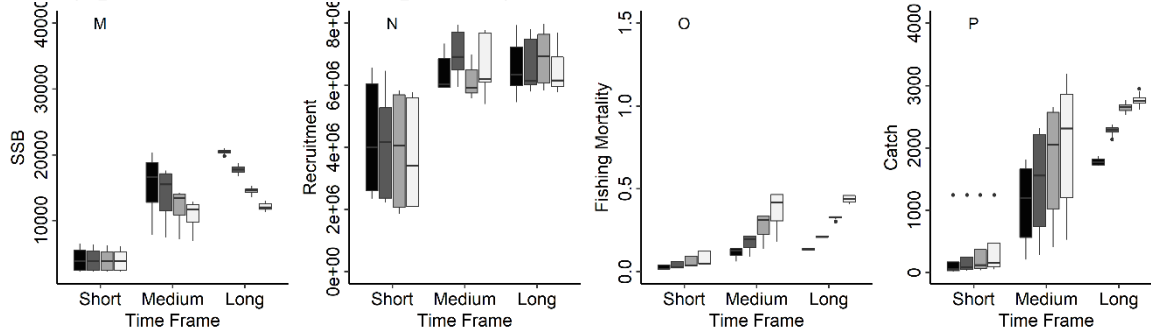 M
SSB
40000
30000
20000
10000
Short Medium Long
Time Frame
N
Recruitment
8e+06
6e+06
4e+06
2e+06
0e+00
Short Medium Long
Time Frame
O
Fishing Mortality
1.5
1.0
0.5
0.0
Short Medium Long
Time Frame
P
Catch
4000
3000
2000
1000
0
Short Medium Long
Time Frame